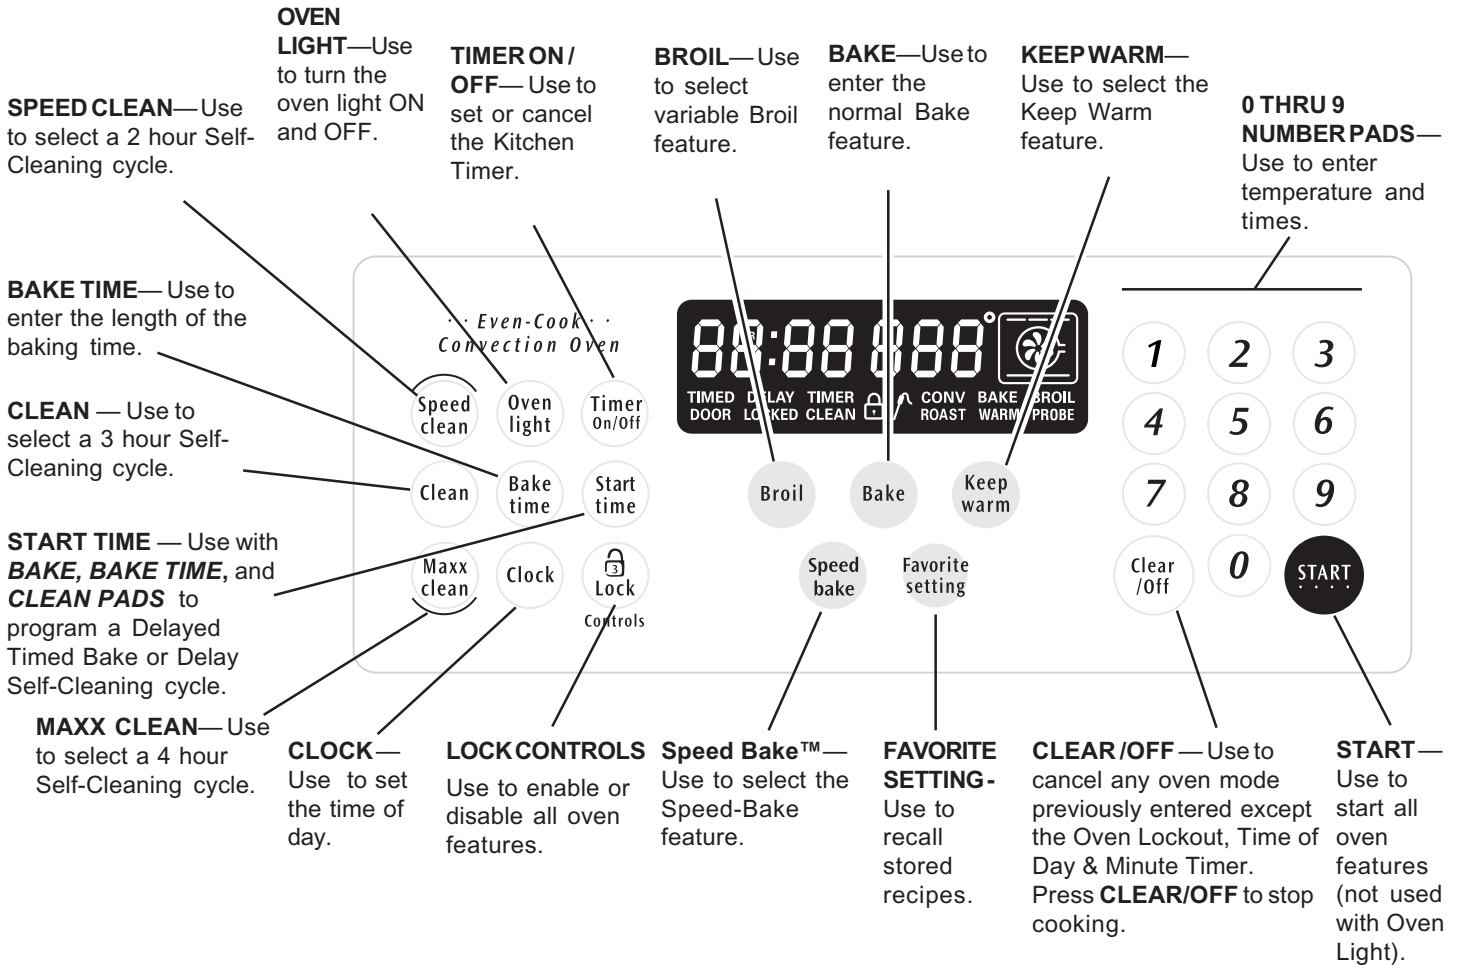 OVEN
LIGHT—Use
to turn the
oven light ON
and OFF.
TIMER ON /
OFF— Use to
set or cancel
the Kitchen
Timer.
BROIL— Use
to select
variable Broil
feature.
BAKE—Use to
enter the
normal Bake
feature.
KEEP WARM—
Use to select the
Keep Warm
feature.
0 THRU 9
NUMBER PADS—
Use to enter
temperature and
times.
SPEED CLEAN— Use
to select a 2 hour Self-
Cleaning cycle.
BAKE TIME— Use to
enter the length of the
baking time.
CLEAN — Use to
select a 3 hour Self-
Cleaning cycle.
START TIME — Use with
BAKE, BAKE TIME, and
CLEAN PADS to
program a Delayed
Timed Bake or Delay
Self-Cleaning cycle.
MAXX CLEAN— Use
to select a 4 hour
Self-Cleaning cycle.
·· Even-Cook ··
Convection Oven
Speed
clean
Oven
light
Timer
On/Off
Clean
Bake
time
Start
time
Maxx
clean
Clock
3
Lock
Controls
88:88 888°
TIMED DELAY TIMER CONV BAKE BROIL
DOOR LOCKED CLEAN ROAST WARM PROBE
Broil
Bake
Keep
warm
Speed
bake
Favorite
setting
1 2 3
4 5 6
7 8 9
Clear
/Off
0
START
CLOCK—
Use to set
the time of
day.
LOCK CONTROLS
Use to enable or
disable all oven
features.
Speed Bake™—
Use to select the
Speed-Bake
feature.
FAVORITE
SETTING-
Use to
recall
stored
recipes.
CLEAR /OFF — Use to
cancel any oven mode
previously entered except
the Oven Lockout, Time of
Day & Minute Timer.
Press CLEAR/OFF to stop
cooking.
START—
Use to
start all
oven
features
(not used
with Oven
Light).